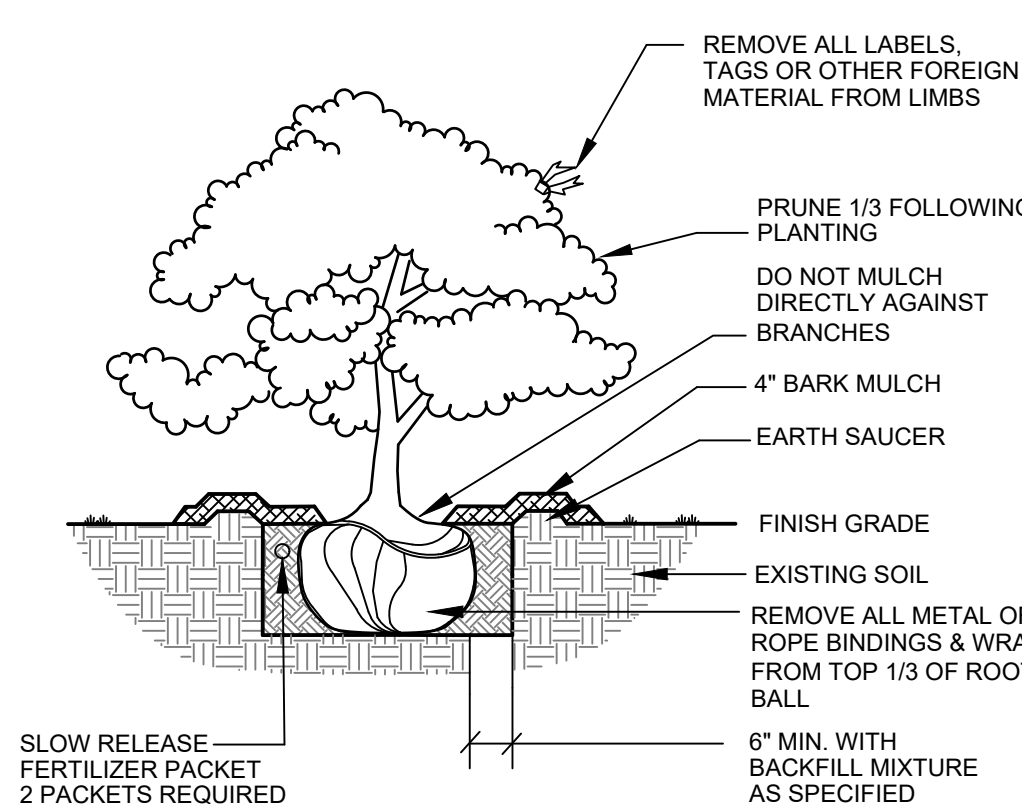 REMOVE ALL LABELS,
TAGS OR OTHER FOREIGN
MATERIAL FROM LIMBS
PRUNE 1/3 FOLLOWING
PLANTING
DO NOT MULCH
DIRECTLY AGAINST
BRANCHES
4" BARK MULCH
EARTH SAUCER
FINISH GRADE
EXISTING SOIL
REMOVE ALL METAL OR
ROPE BINDINGS & WRA
FROM TOP 1/3 OF ROOT
BALL
6" MIN. WITH
BACKFILL MIXTURE
AS SPECIFIED
SLOW RELEASE
FERTILIZER PACKET
2 PACKETS REQUIRED